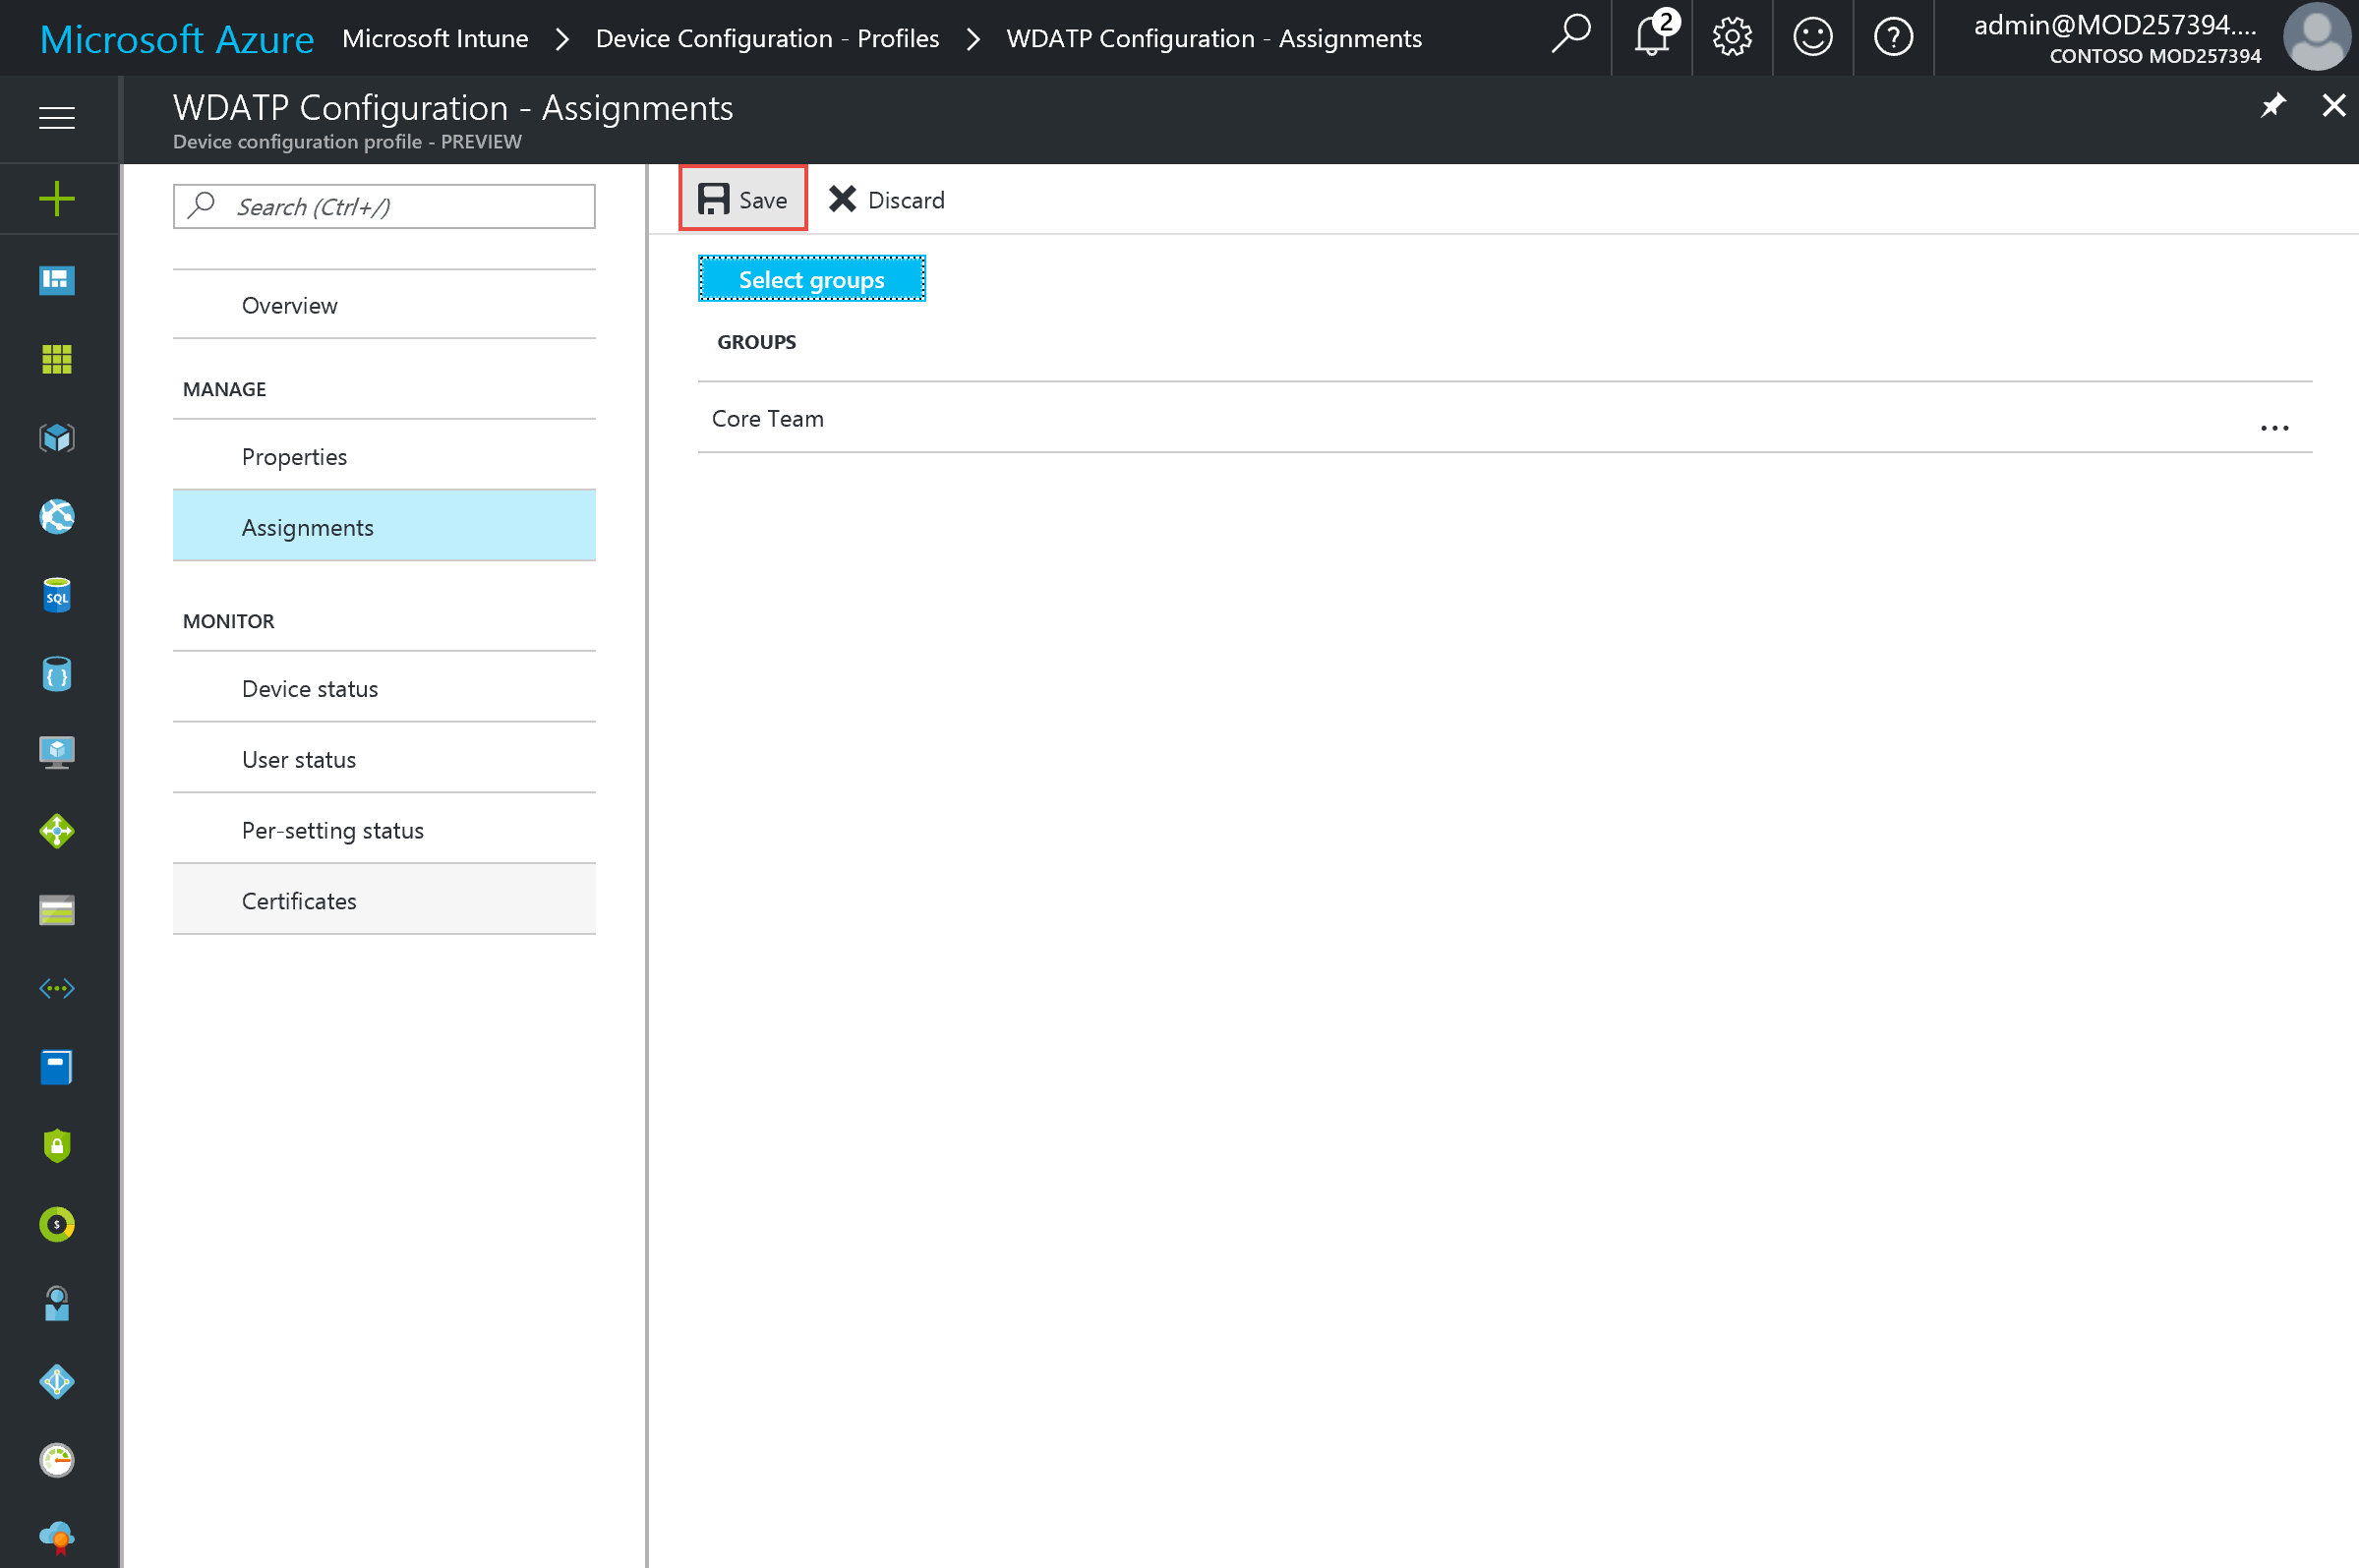 Microsoft Azure Microsoft Intune > Device Configuration - Profiles > WDATP Configuration - Assignments
2
admin@MOD257394....
CONTOSO MOD257394
WDATP Configuration - Assignments
Device configuration profile - PREVIEW
Search (Ctrl+/)
Overview
MANAGE
Properties
Assignments
MONITOR
Device status
User status
Per-setting status
Certificates
Save Discard
Select groups
GROUPS
Core Team ...
SQL
{ }
$